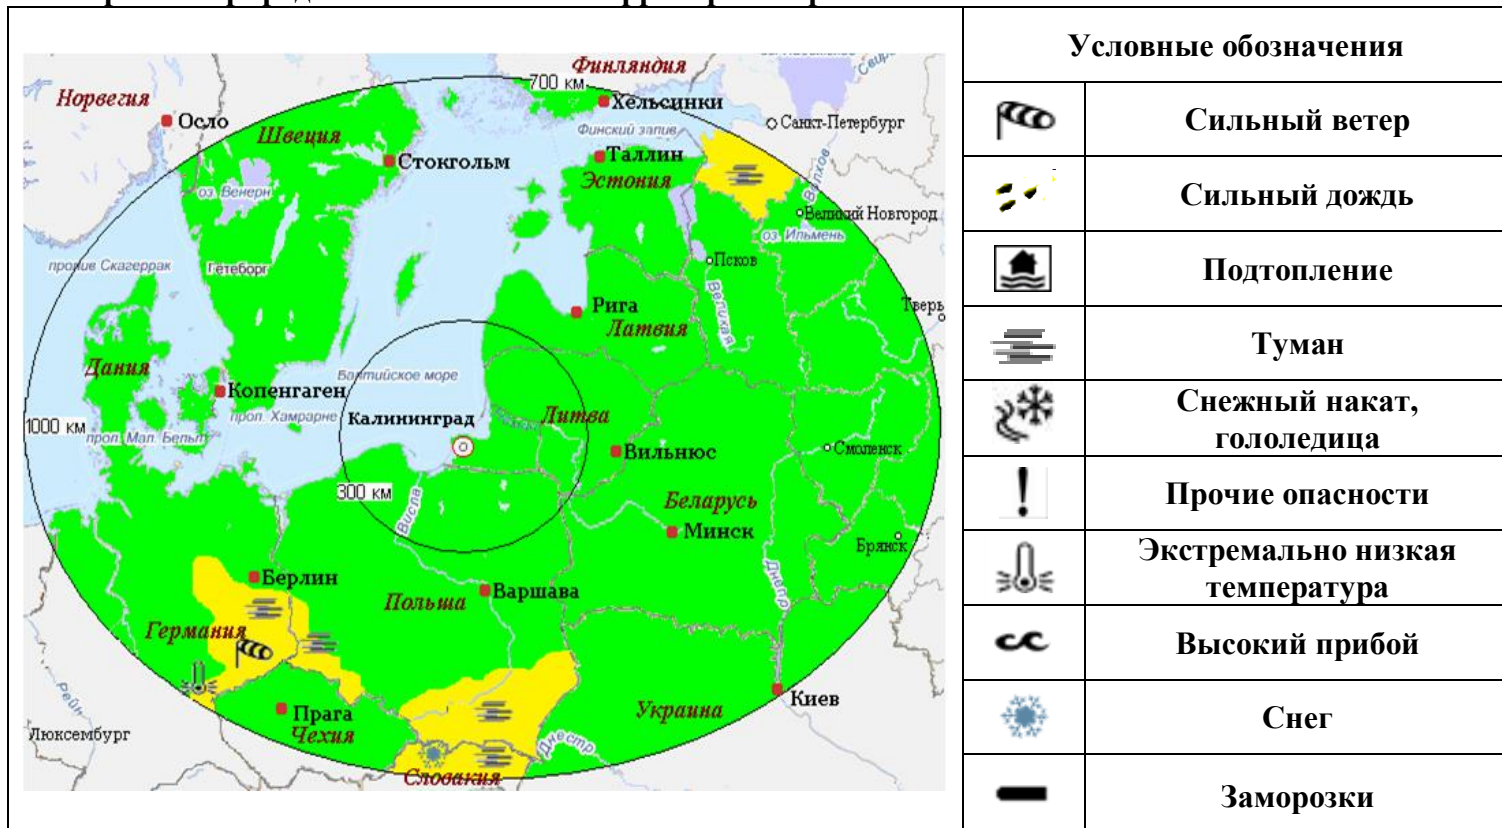 Условные обозначения
Сильный ветер
Сильный дождь
Подтопление
Туман
Снежный накат,
гололедица
Прочие опасности
Экстремально низкая
температура
Высокий прибой
Снег
Заморозки
Финляндия
700 км
Норвегия
Хельсинки
Осло
Санкт-Петербург
Швеция
Финский залив
Стокгольм
Таллин
Эстония
Волхов
оз. Венерн
Великий Новгород
оз. Ильмень
пролив Скагеррак
Гётеборг
Псков
Великая
Рига
Тверь
Латвия
Дания
Балтийское море
Копенгаген
прол. Хамрарне
Калининград
Литва
1000 км
прол. Мал. Бельт
Вильнюс
Смоленск
300 км
Висла
Беларусь
Минск
Брянск
Берлин
Варшава
Днепр
Польша
Германия
Рейн
Киев
Прага
Украина
Люксембург
Чехия
Днестр
Словакия